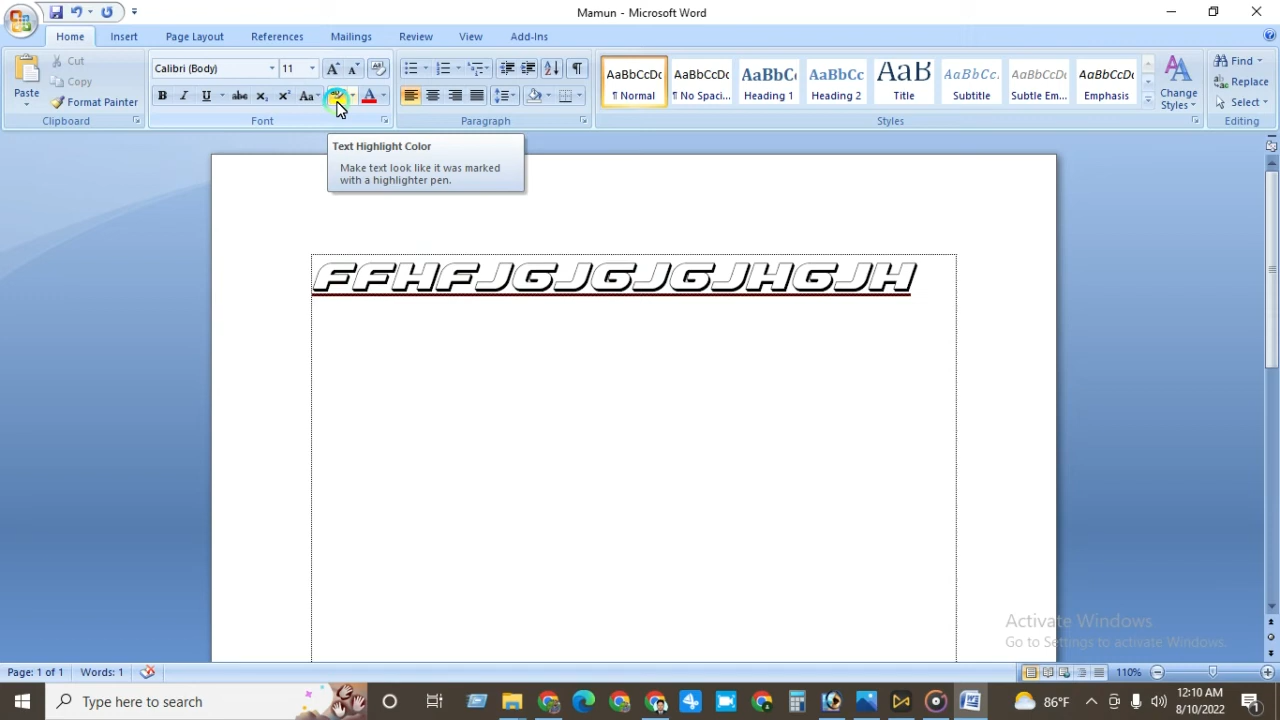 Mamun - Microsoft Word
Home Insert Page Layout References Mailings Review View Add-Ins
Paste
Cut
Copy
Format Painter
Clipboard
Calibri (Body) 11
Font
Paragraph
AaBbCcDc AaBbCcDc AaBbCc AaBbCc AaB AaBbCc. AaBbCcDc AaBbCcDc
¶ Normal ¶ No Spaci... Heading 1 Heading 2 Title Subtitle Subtle Em... Emphasis
Change Styles
Styles
Find
Replace
Select
Editing
Text Highlight Color
Make text look like it was marked
with a highlighter pen.
FFHFJGJGJGJHGJH
Activate Windows
Go to Settings to activate Windows.
Page: 1 of 1 Words: 1 110%
Type here to search
86°F
12:10 AM
8/10/2022